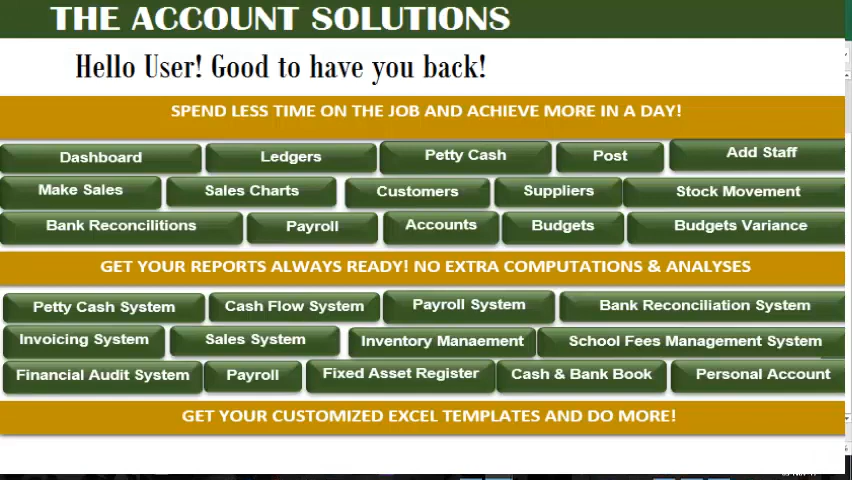 THE ACCOUNT SOLUTIONS
Hello User! Good to have you back!
SPEND LESS TIME ON THE JOB AND ACHIEVE MORE IN A DAY!
Dashboard Ledgers Petty Cash Post Add Staff
Make Sales Sales Charts Customers Suppliers Stock Movement
Bank Reconcilitions Payroll Accounts Budgets Budgets Variance
GET YOUR REPORTS ALWAYS READY! NO EXTRA COMPUTATIONS & ANALYSES
Petty Cash System Cash Flow System Payroll System Bank Reconciliation System
Invoicing System Sales System Inventory Manaement School Fees Management System
Financial Audit System Payroll Fixed Asset Register Cash & Bank Book Personal Account
GET YOUR CUSTOMIZED EXCEL TEMPLATES AND DO MORE!